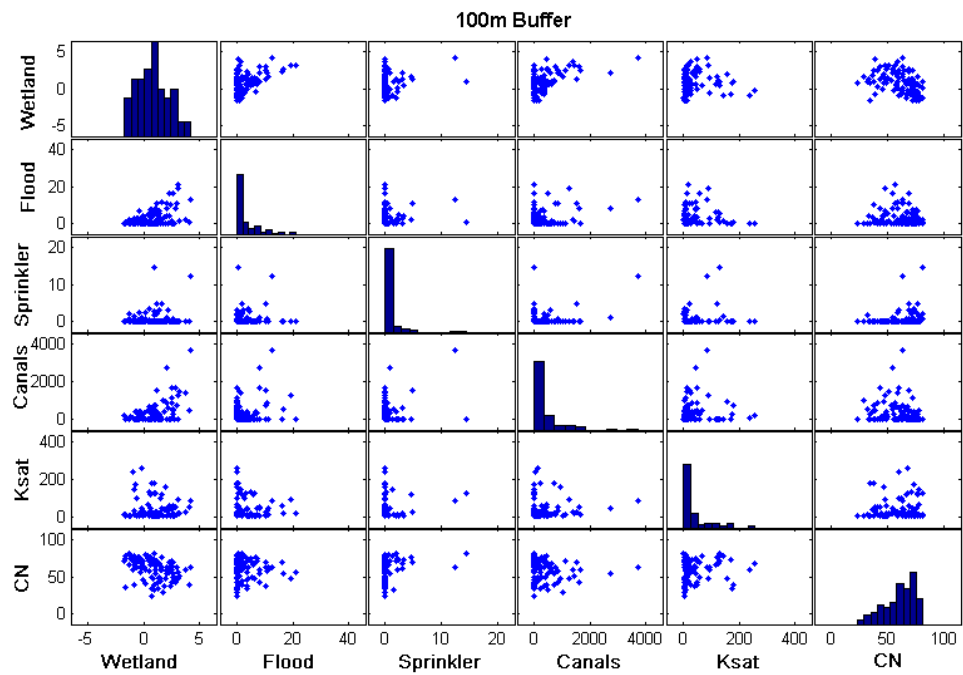 100m Buffer
Wetland
5
0
-5
Flood
40
20
0
Sprinkler
20
10
0
Canals
4000
2000
0
Ksat
400
200
0
CN
100
50
0
-5 0 5 0 20 40 0 10 20 0 2000 4000 0 200 400 0 50 100
Wetland Flood Sprinkler Canals Ksat CN